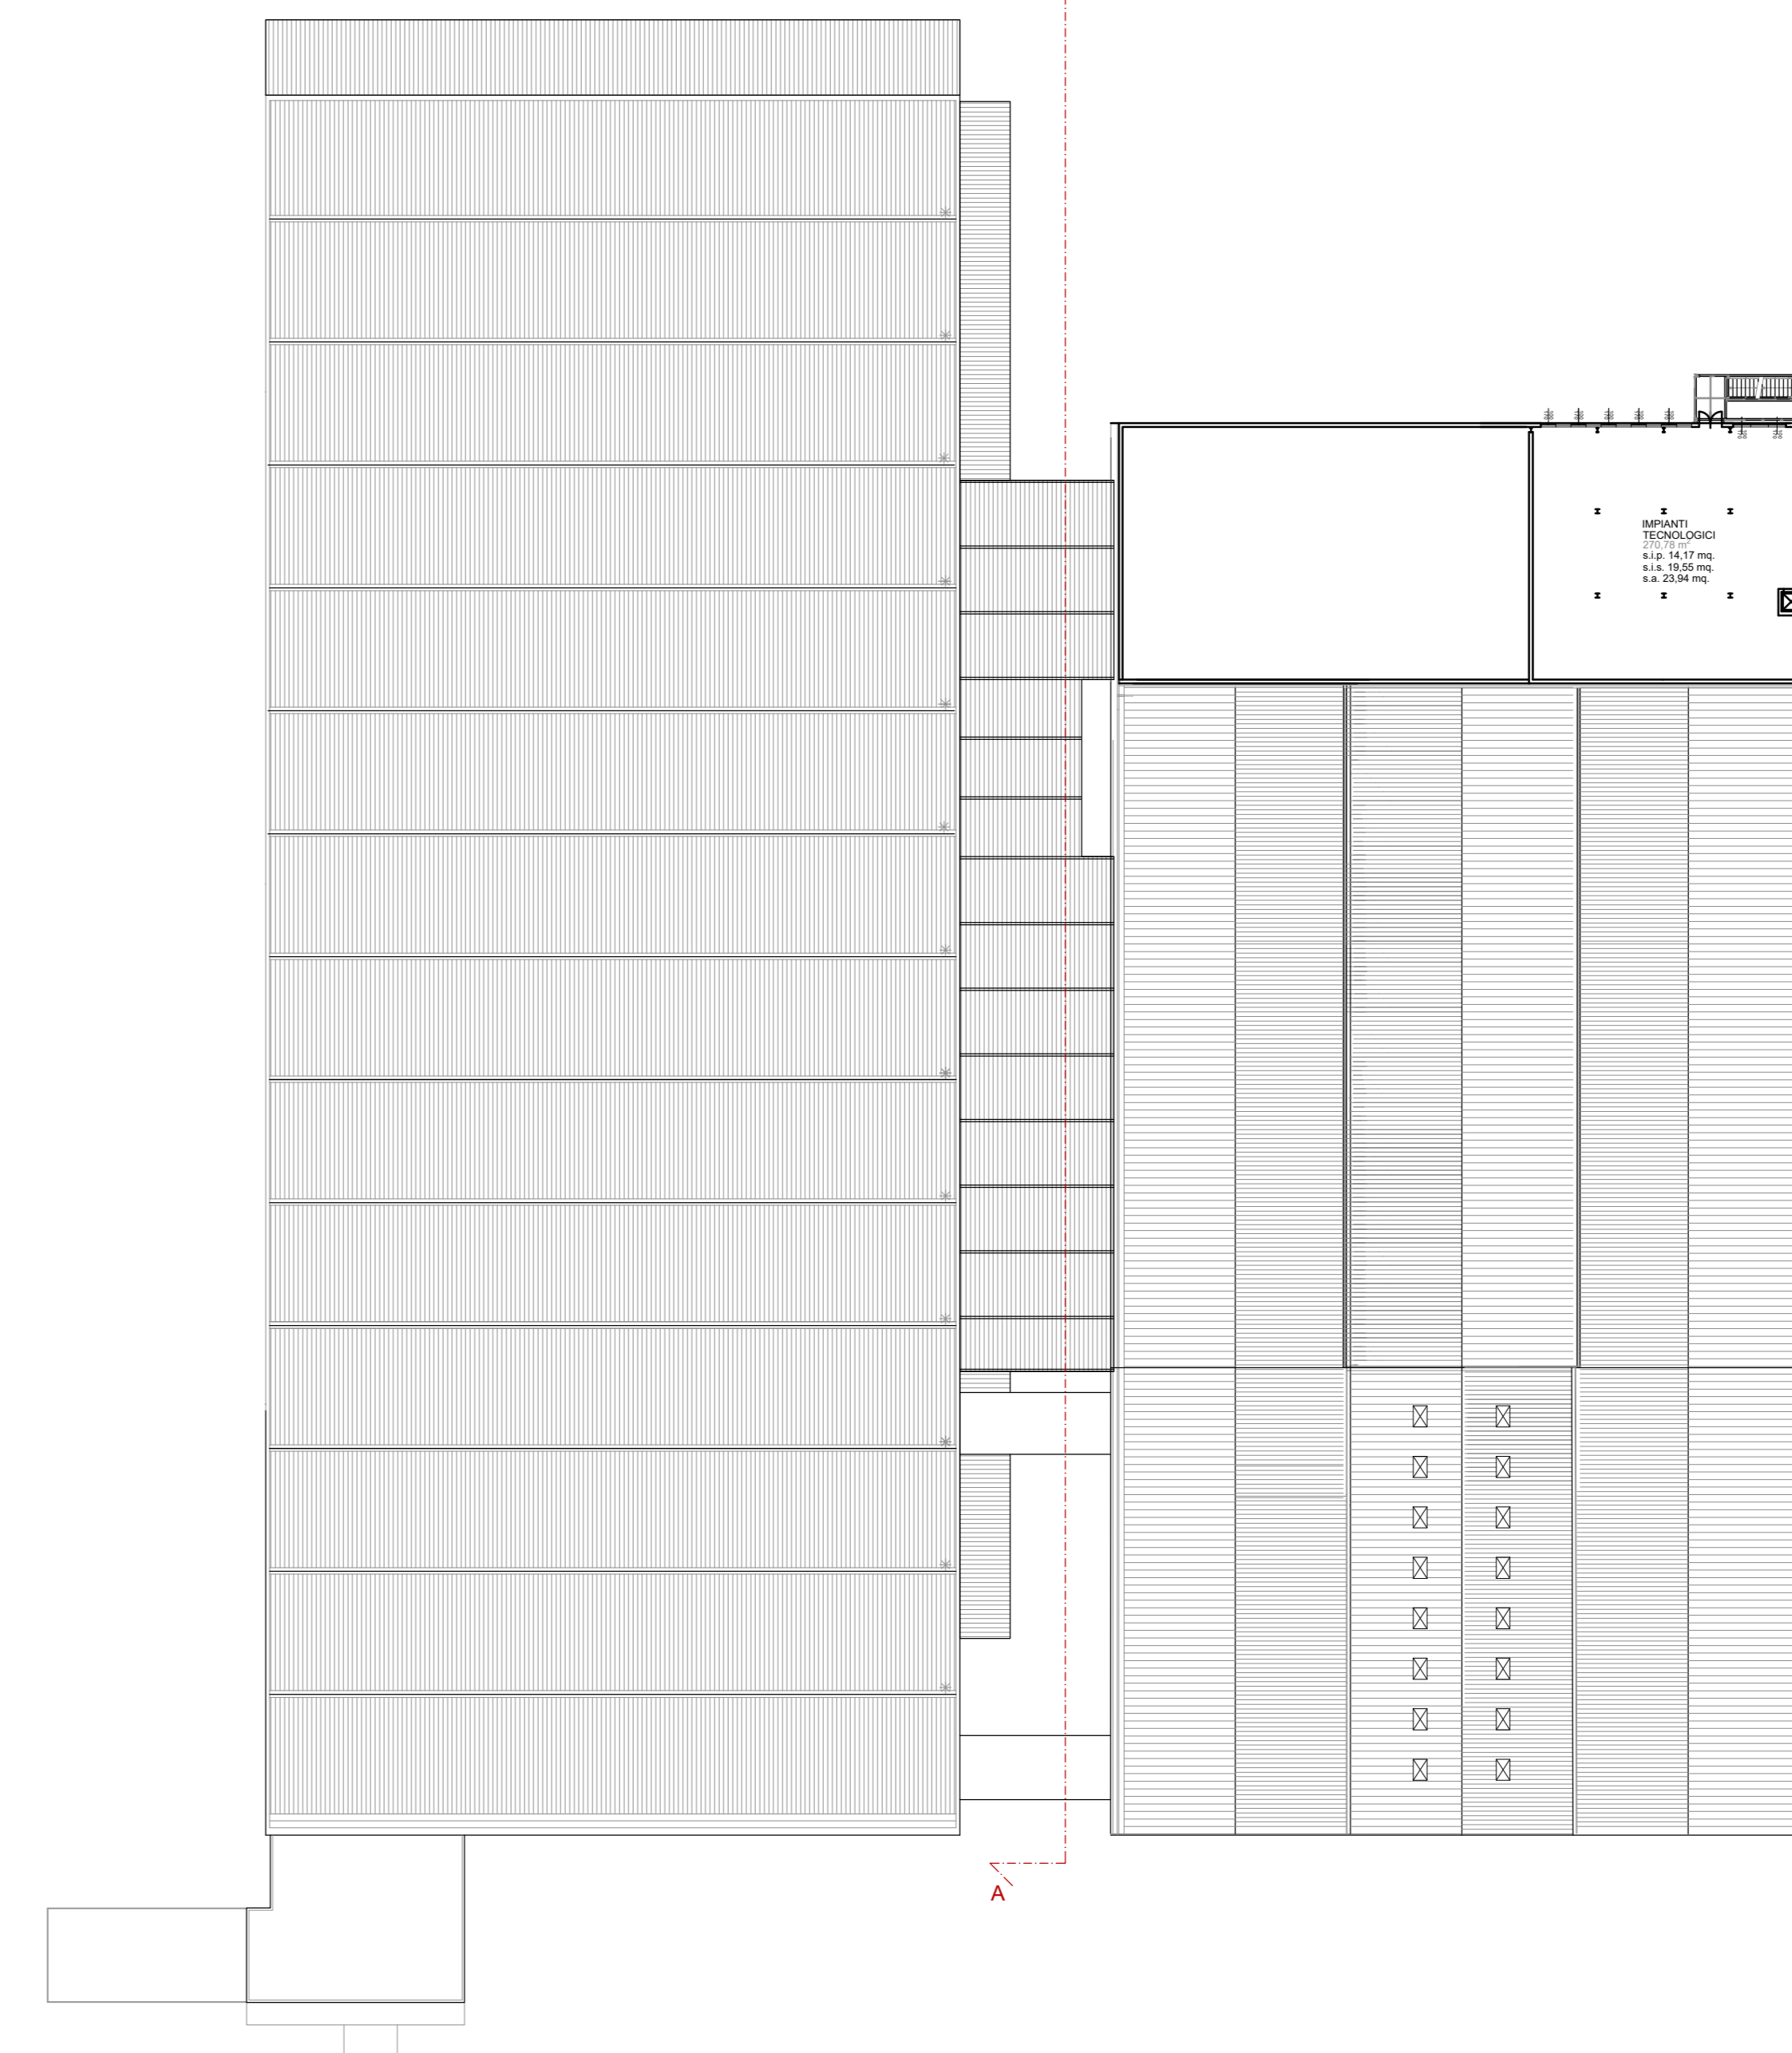 IMPIANTI
TECNOLOGICI
270,78 m²
s.i.p. 14,17 mq.
s.i.s. 19,55 mq.
s.a. 23,94 mq.
A